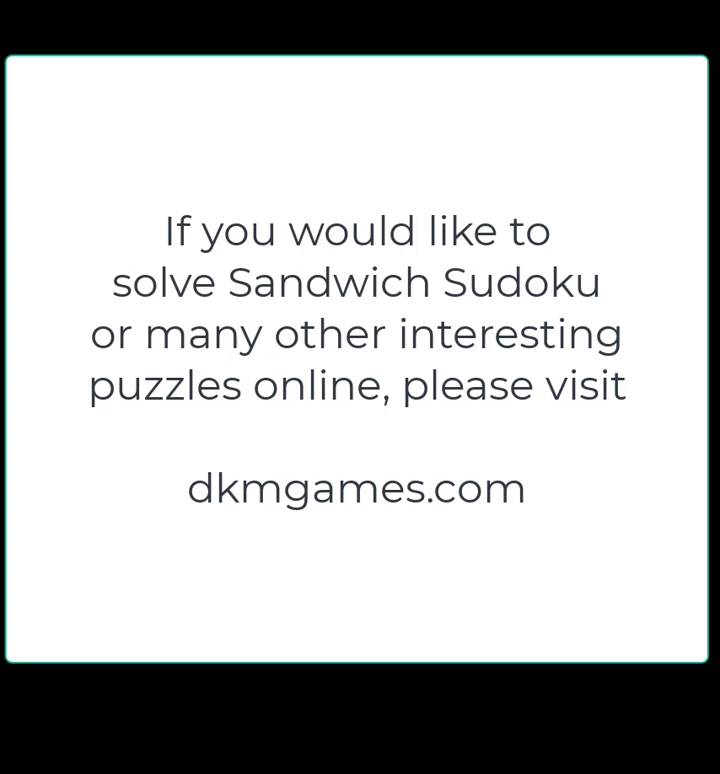 If you would like to
solve Sandwich Sudoku
or many other interesting
puzzles online, please visit
dkmgames.com